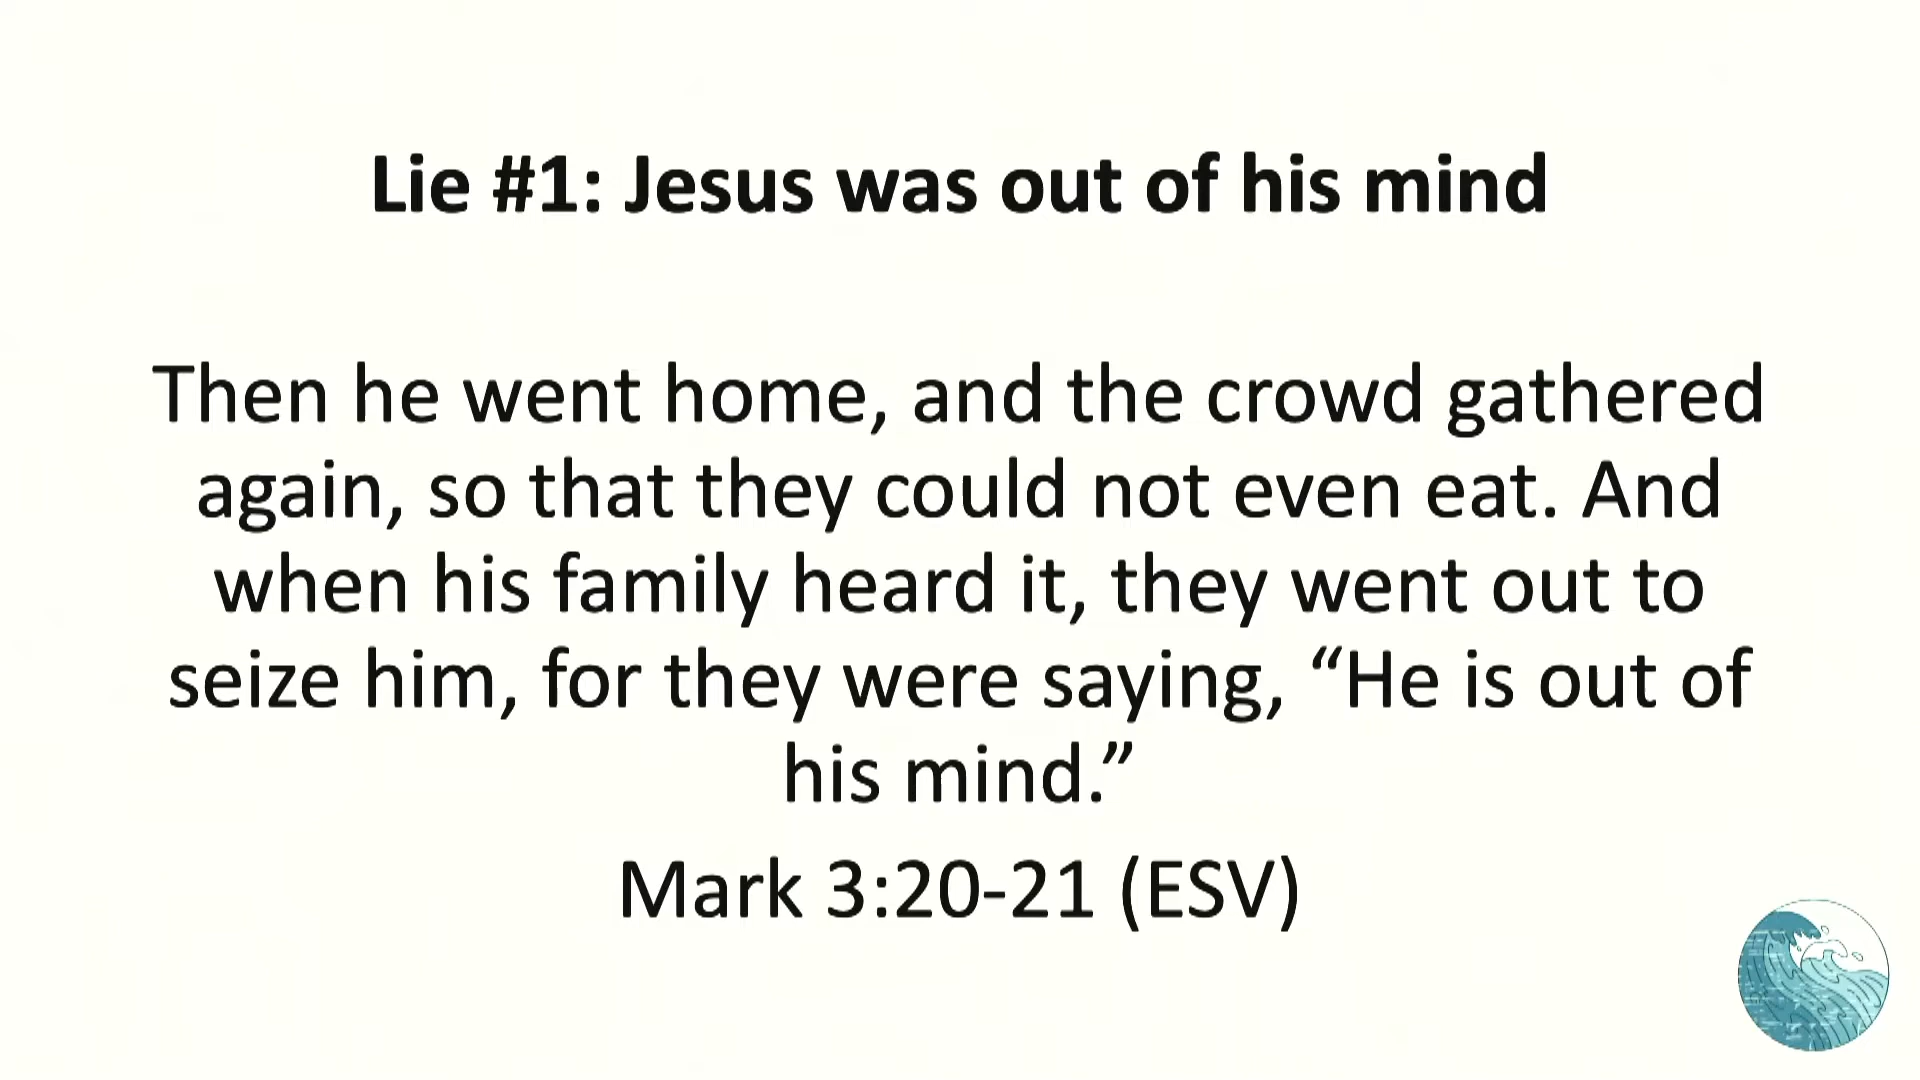 Lie #1: Jesus was out of his mind
Then he went home, and the crowd gathered
again, so that they could not even eat. And
when his family heard it, they went out to
seize him, for they were saying, “He is out of
his mind.”
Mark 3:20-21 (ESV)